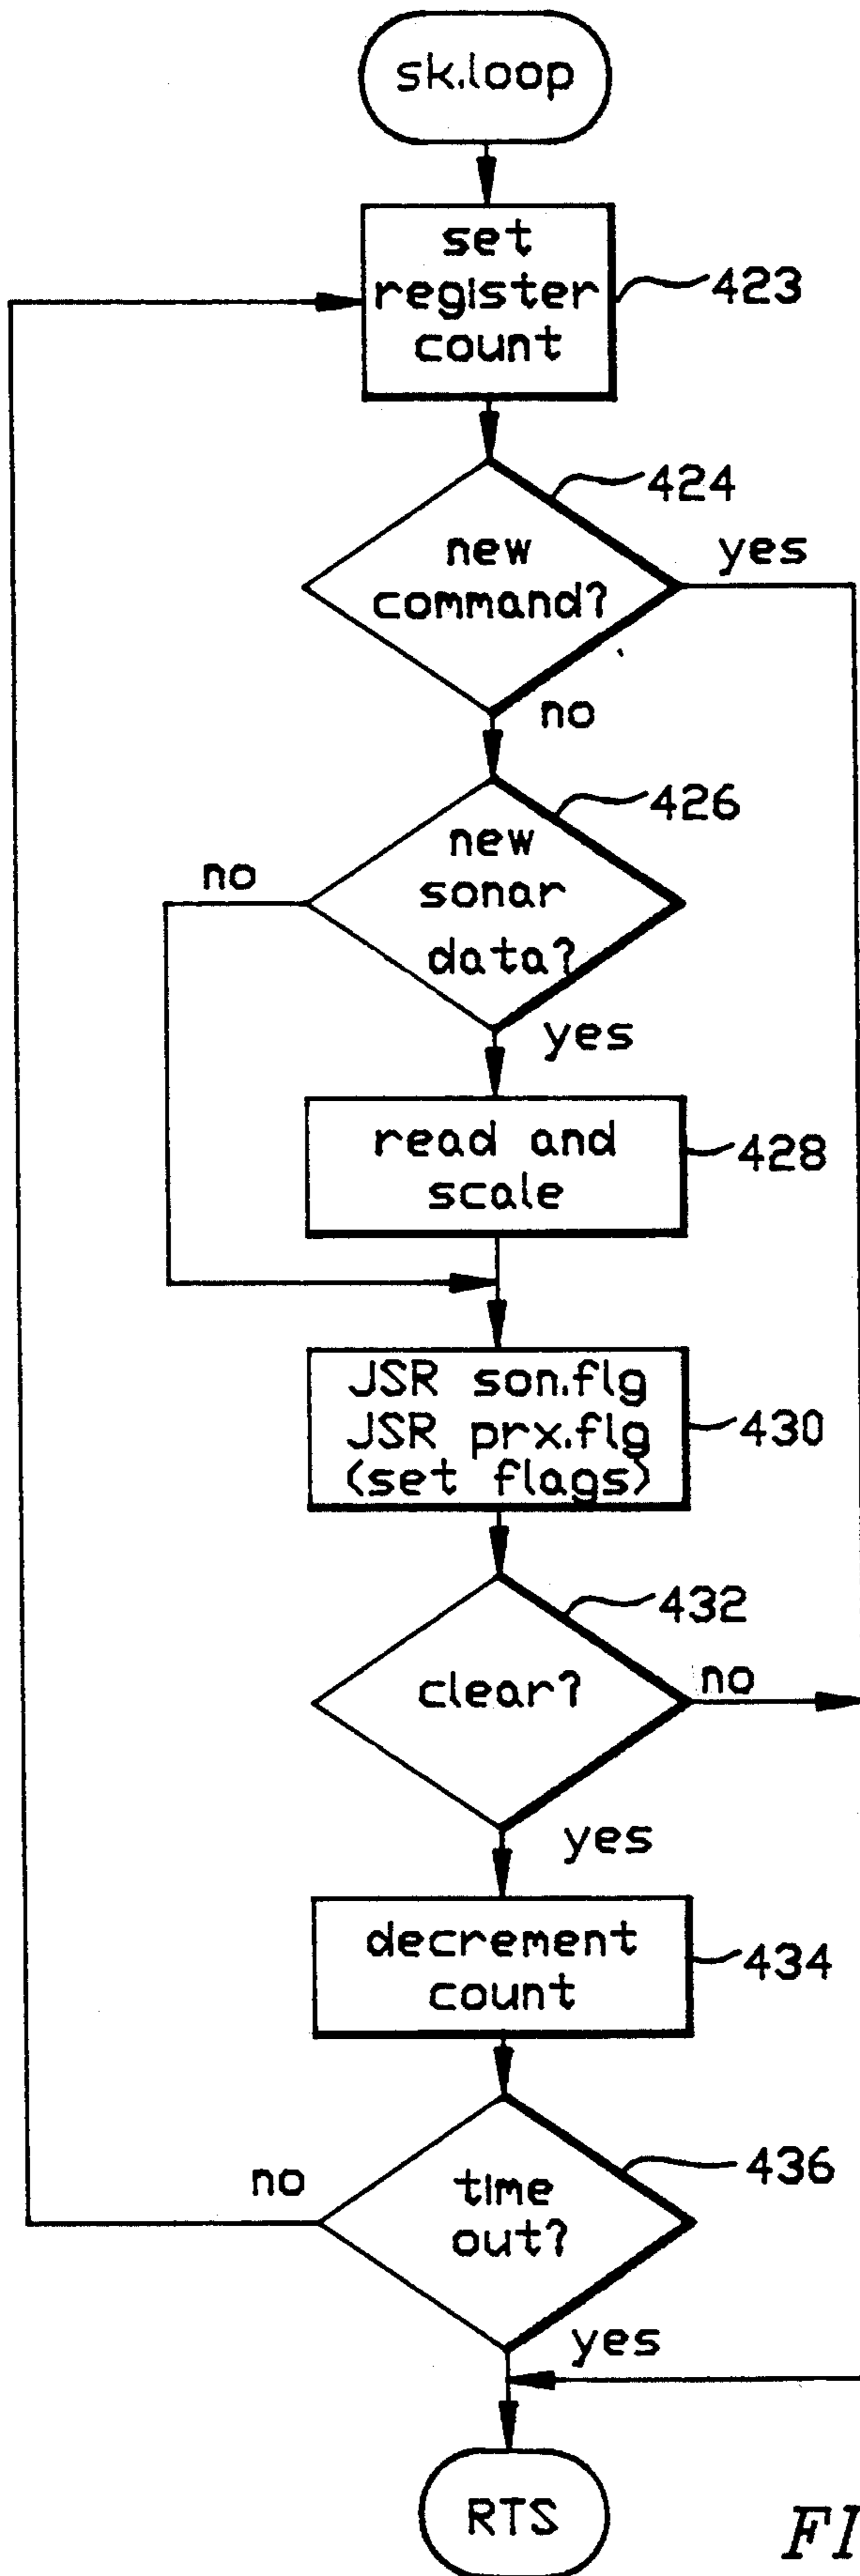 sk.loop
set
register
count
423
424
new
command?
yes
no
426
new
sonar
data?
no
yes
read and
scale
428
JSR son.flg
JSR prx.flg
(set flags)
430
432
clear?
no
yes
decrement
count
434
436
time
out?
no
yes
RTS
FI